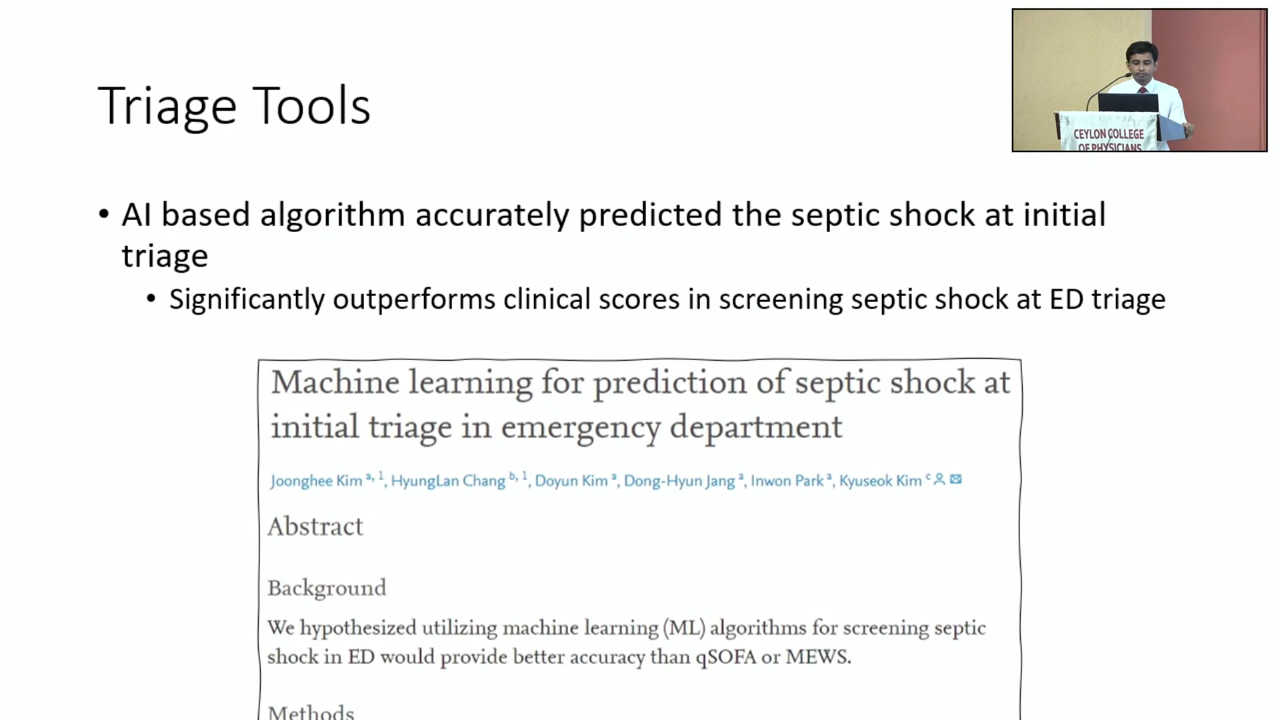 Triage Tools
CEYLON COLLEGE
OF PHYSICIANS
• AI based algorithm accurately predicted the septic shock at initial
triage
• Significantly outperforms clinical scores in screening septic shock at ED triage
Machine learning for prediction of septic shock at
initial triage in emergency department
Joonghee Kim a, 1, HyungLan Chang b, 1, Doyun Kim a, Dong-Hyun Jang a, Inwon Park a, Kyuseok Kim c
Abstract
Background
We hypothesized utilizing machine learning (ML) algorithms for screening septic
shock in ED would provide better accuracy than qSOFA or MEWS.
Methods